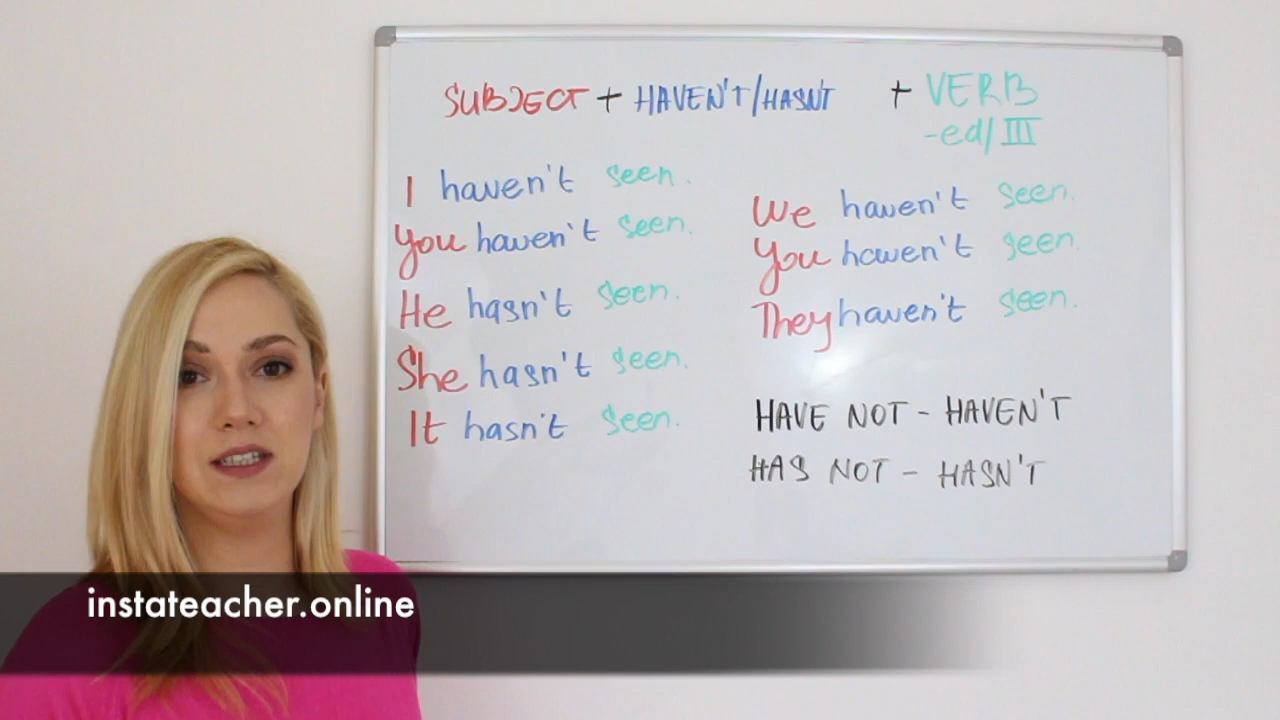 SUBJECT + HAVEN'T/HASN'T + VERB
-ed/III
I haven't seen.
You haven't seen.
He hasn't seen.
She hasn't seen.
It hasn't seen.
We haven't seen.
You haven't seen.
They haven't seen.
HAVE NOT - HAVEN'T
HAS NOT - HASN'T
instateacher.online